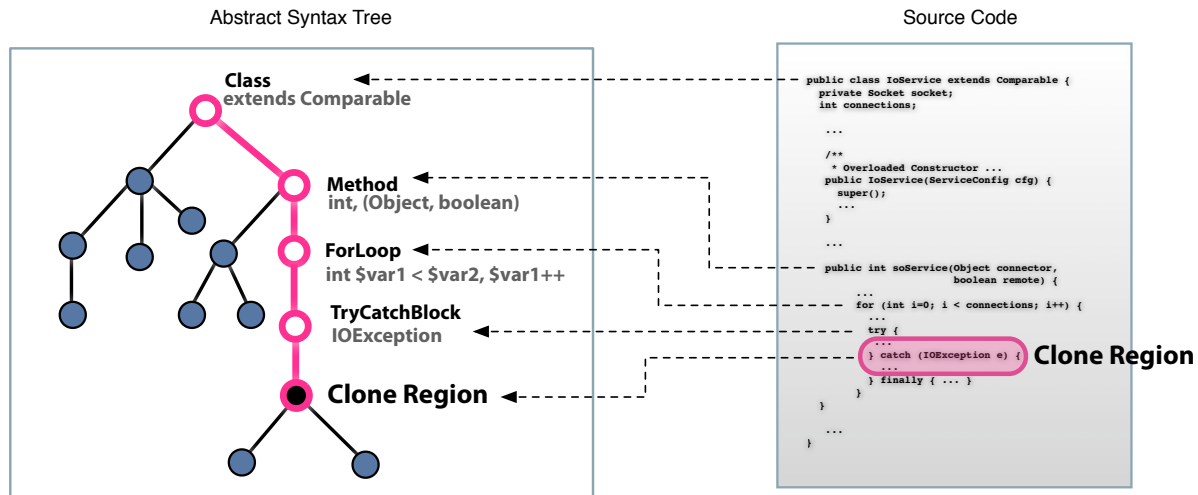 Abstract Syntax Tree
Source Code
Class
extends Comparable
Method
int, (Object, boolean)
ForLoop
int $var1 < $var2, $var1++
TryCatchBlock
IOException
Clone Region
public class IoService extends Comparable {
private Socket socket;
int connections;
...
/**
* Overloaded Constructor ...
public IoService(ServiceConfig cfg) {
super();
...
}
...
public int soService(Object connector,
boolean remote) {
...
for (int i=0; i < connections; i++) {
...
try {
...
} catch (IOException e) {
...
} finally { ... }
}
}
...
}
Clone Region